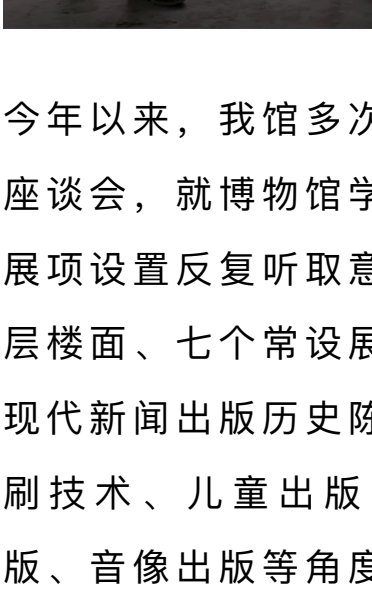 今年以来，我馆多次
座谈会，就博物馆学
展项设置反复听取意
层楼面、七个常设展
现代新闻出版历史陈
刷技术、儿童出版
版、音像出版等角度